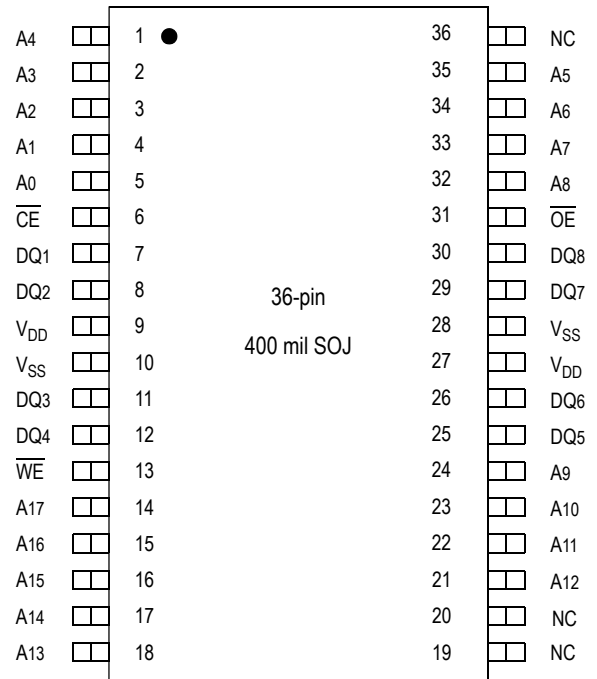 A4 1 36 NC
A3 2 35 A5
A2 3 34 A6
A1 4 33 A7
A0 5 32 A8
C̅E̅ 6 31 O̅E̅
DQ1 7 30 DQ8
DQ2 8 29 DQ7
36-pin
VDD 9 28 VSS
400 mil SOJ
VSS 10 27 VDD
DQ3 11 26 DQ6
DQ4 12 25 DQ5
W̅E̅ 13 24 A9
A17 14 23 A10
A16 15 22 A11
A15 16 21 A12
A14 17 20 NC
A13 18 19 NC